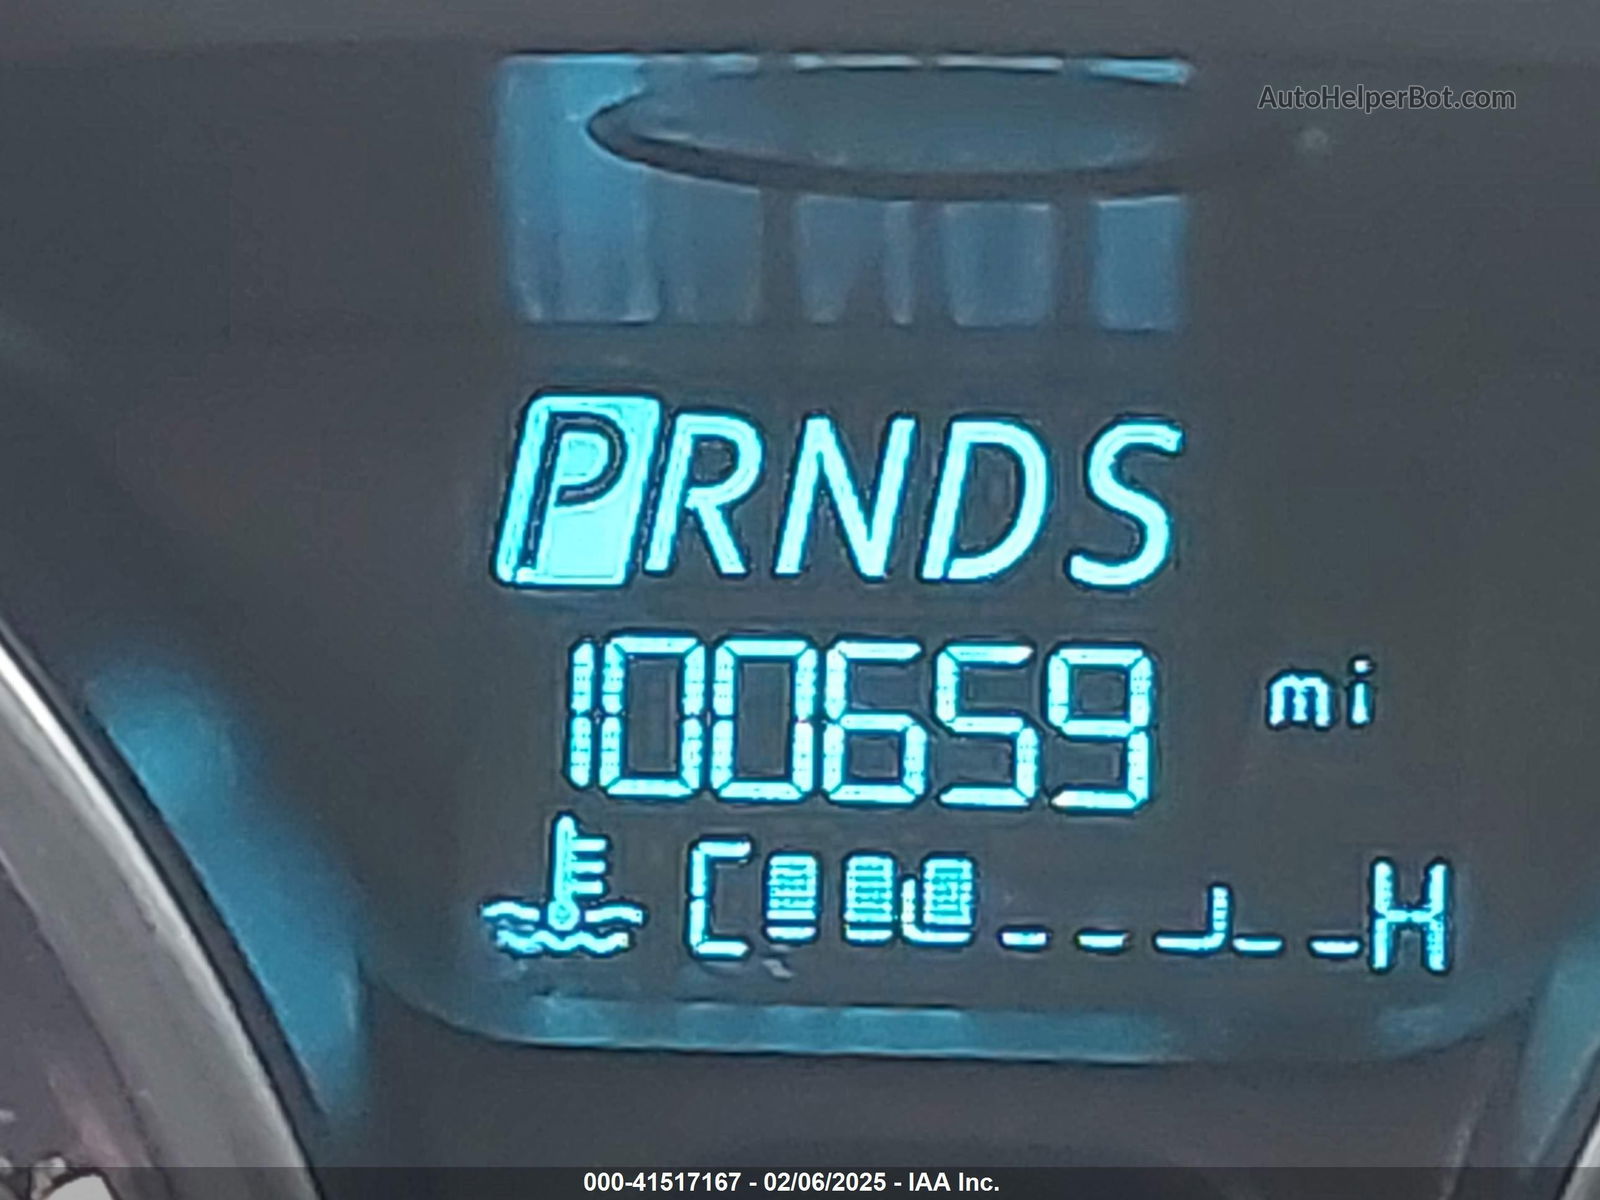 AutoHelperBot.com
PRNDS
100659 mi
C H
000-41517167 - 02/06/2025 - IAA Inc.